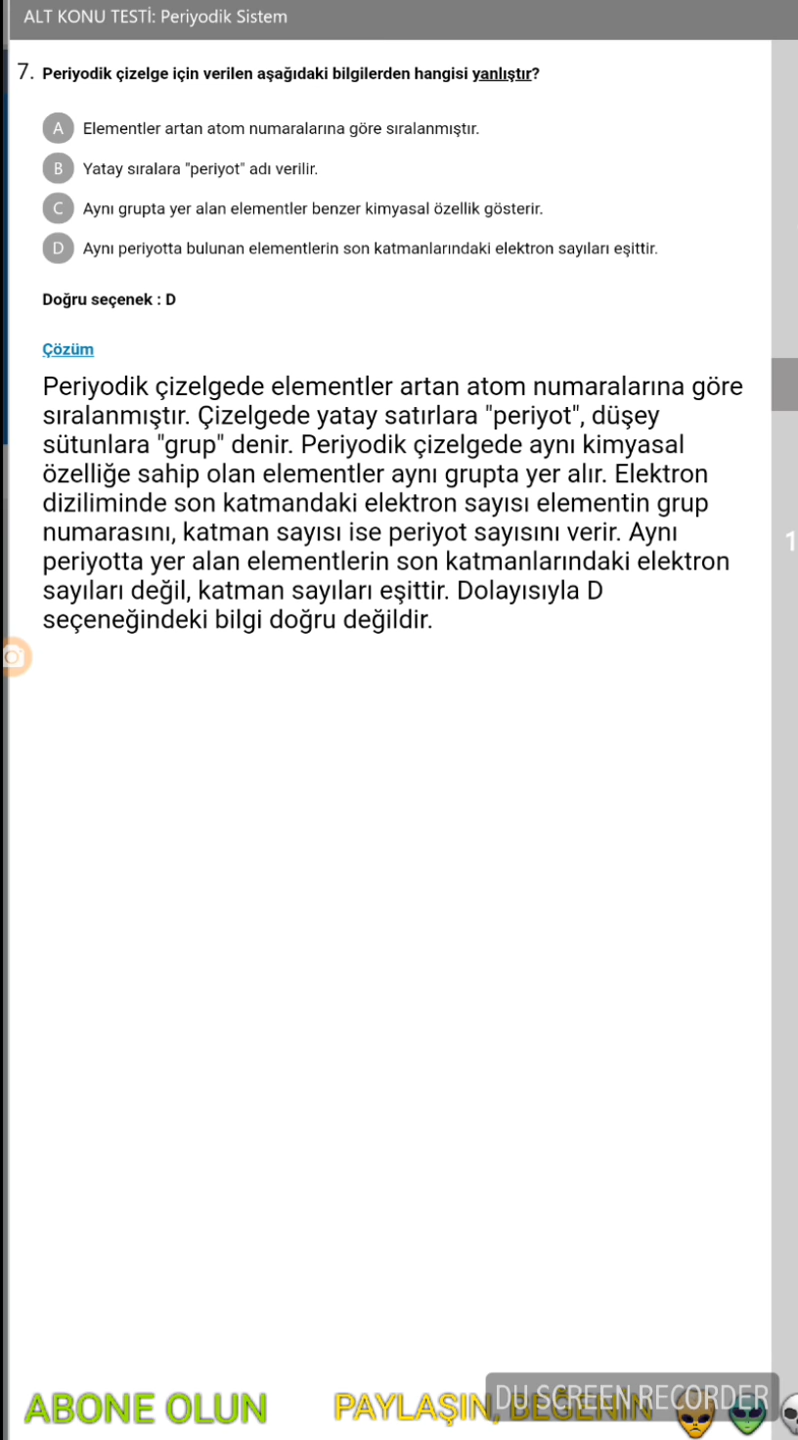 ALT KONU TESTİ: Periyodik Sistem
7. Periyodik çizelge için verilen aşağıdaki bilgilerden hangisi yanlıştır?
A Elementler artan atom numaralarına göre sıralanmıştır.
B Yatay sıralara "periyot" adı verilir.
C Aynı grupta yer alan elementler benzer kimyasal özellik gösterir.
D Aynı periyotta bulunan elementlerin son katmanlarındaki elektron sayıları eşittir.
Doğru seçenek : D
Çözüm
Periyodik çizelgede elementler artan atom numaralarına göre
sıralanmıştır. Çizelgede yatay satırlara "periyot", düşey
sütunlara "grup" denir. Periyodik çizelgede aynı kimyasal
özelliğe sahip olan elementler aynı grupta yer alır. Elektron
diziliminde son katmandaki elektron sayısı elementin grup
numarasını, katman sayısı ise periyot sayısını verir. Aynı
periyotta yer alan elementlerin son katmanlarındaki elektron
sayıları değil, katman sayıları eşittir. Dolayısıyla D
seçeneğindeki bilgi doğru değildir.
1
ABONE OLUN PAYLAŞIN, BEĞENİN
DU SCREEN RECORDER